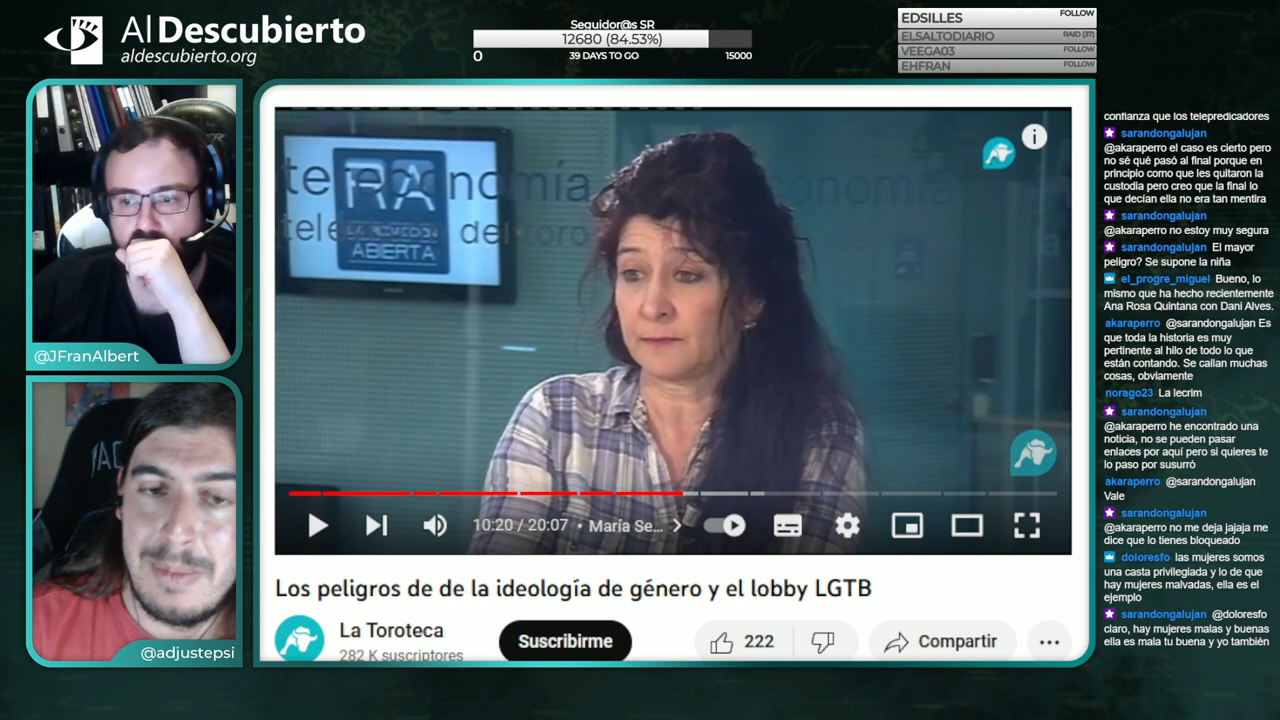 Al Descubierto
aldescubierto.org
Seguidor@s SR
12680 (84.53%)
0
39 DAYS TO GO
15000
EDSILLES
FOLLOW
ELSALTODIARIO
RAID (37)
VEEGA03
FOLLOW
EHFRAN
FOLLOW
@JFranAlbert
@adjustepsi
RA
ABIERTA
i
10:20 / 20:07 • María Se...
Los peligros de de la ideología de género y el lobby LGTB
La Toroteca
282 K suscriptores
Suscribirme
222
Compartir
confianza que los telepredicadores
sarandongalujan
@akaraperro el caso es cierto pero
no sé qué pasó al final porque en
principio como que les quitaron la
custodia pero creo que la final lo
que decían ella no era tan mentira
sarandongalujan
@akaraperro no estoy muy segura
sarandongalujan El mayor
peligro? Se supone la niña
el_progre_miguel Bueno, lo
mismo que ha hecho recientemente
Ana Rosa Quintana con Dani Alves.
akaraperro @sarandongalujan Es
que toda la historia es muy
pertinente al hilo de todo lo que
están contando. Se callan muchas
cosas, obviamente
norago23 La lecrim
sarandongalujan
@akaraperro he encontrado una
noticia, no se pueden pasar
enlaces por aquí pero si quieres te
lo paso por susurró
akaraperro @sarandongalujan
Vale
sarandongalujan
@akaraperro no me deja jajaja me
dice que lo tienes bloqueado
doloresfo las mujeres somos
una casta privilegiada y lo de que
hay mujeres malvadas, ella es el
ejemplo
sarandongalujan @doloresfo
claro, hay mujeres malas y buenas
ella es mala tu buena y yo también